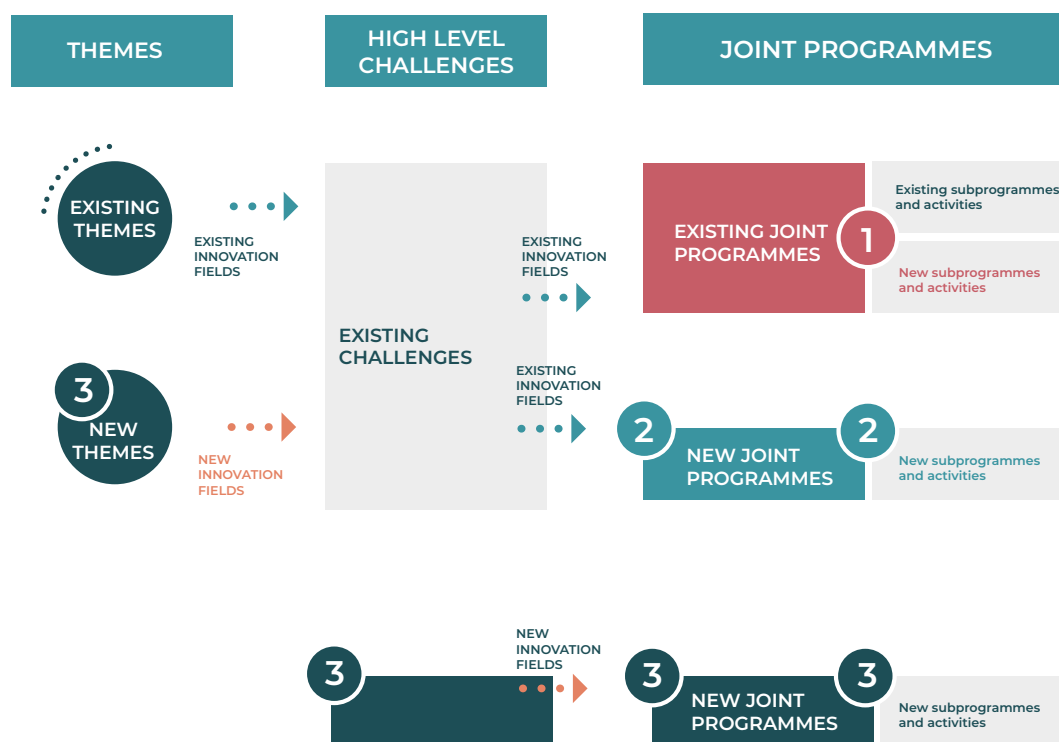 THEMES
HIGH LEVEL
CHALLENGES
JOINT PROGRAMMES
EXISTING
THEMES
EXISTING
INNOVATION
FIELDS
EXISTING
CHALLENGES
EXISTING
INNOVATION
FIELDS
EXISTING JOINT
PROGRAMMES
1
Existing subprogrammes
and activities
New subprogrammes
and activities
3
NEW
THEMES
NEW
INNOVATION
FIELDS
EXISTING
INNOVATION
FIELDS
2
NEW JOINT
PROGRAMMES
2
New subprogrammes
and activities
3
NEW
INNOVATION
FIELDS
3
NEW JOINT
PROGRAMMES
3
New subprogrammes
and activities